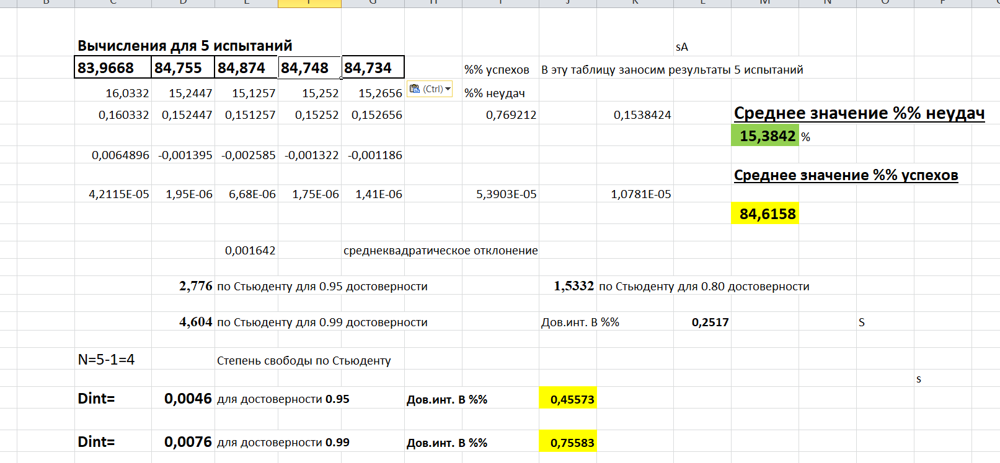 B C D E F G H I J K L M N O P
Вычисления для 5 испытаний sA
83,9668 84,755 84,874 84,748 84,734 %% успехов В эту таблицу заносим результаты 5 испытаний
16,0332 15,2447 15,1257 15,252 15,2656 (Ctrl) %% неудач
0,160332 0,152447 0,151257 0,15252 0,152656 0,769212 0,1538424 Среднее значение %% неудач
15,3842 %
0,0064896 -0,001395 -0,002585 -0,001322 -0,001186
Среднее значение %% успехов
4,2115E-05 1,95E-06 6,68E-06 1,75E-06 1,41E-06 5,3903E-05 1,0781E-05
84,6158
0,001642 среднеквадратическое отклонение
2,776 по Стьюденту для 0.95 достоверности 1,5332 по Стьюденту для 0.80 достоверности
4,604 по Стьюденту для 0.99 достоверности Дов.инт. В %% 0,2517 S
N=5-1=4 Степень свободы по Стьюденту
s
Dint= 0,0046 для достоверности 0.95 Дов.инт. В %% 0,45573
Dint= 0,0076 для достоверности 0.99 Дов.инт. В %% 0,75583